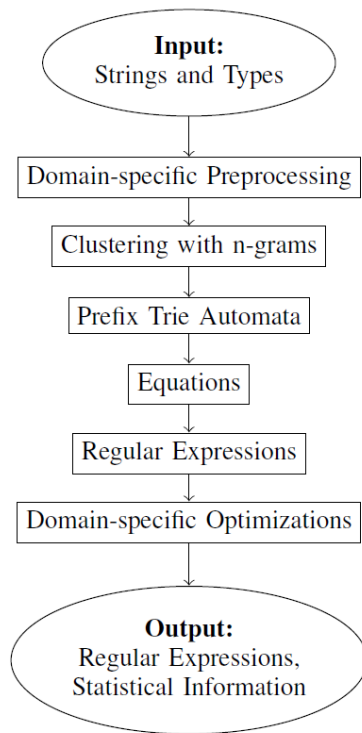 Input:
Strings and Types
Domain-specific Preprocessing
Clustering with n-grams
Prefix Trie Automata
Equations
Regular Expressions
Domain-specific Optimizations
Output:
Regular Expressions,
Statistical Information